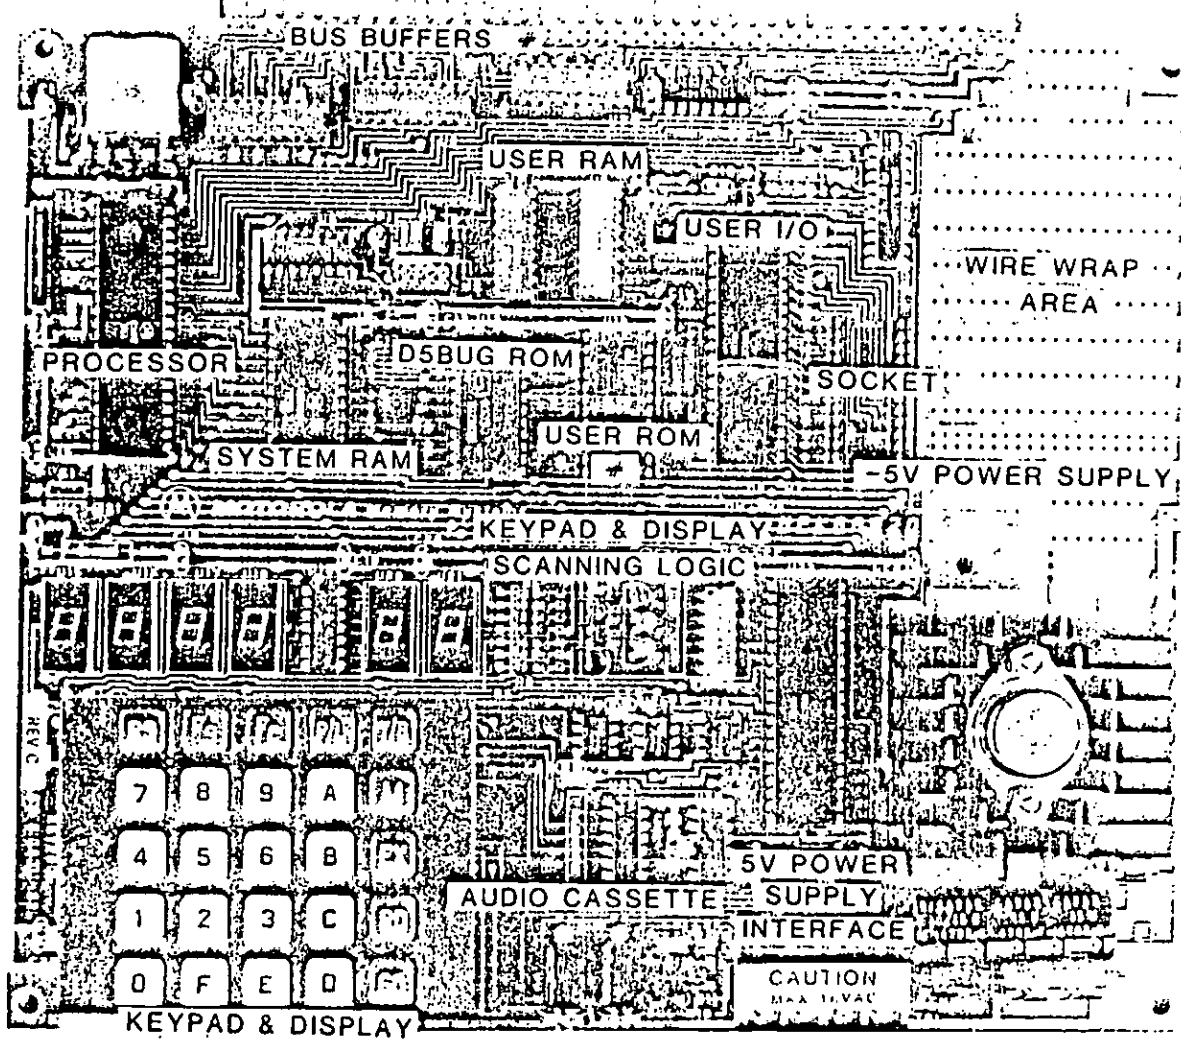 BUS BUFFERS #
USER RAM
USER I/O
WIRE WRAP
AREA
PROCESSOR
D5BUG ROM
SOCKET
USER ROM
SYSTEM RAM
#
-5V POWER SUPPLY
KEYPAD & DISPLAY
SCANNING LOGIC
REV C
7 8 9 A
4 5 6 B
1 2 3 C
0 F E D
5V POWER
AUDIO CASSETTE
SUPPLY
INTERFACE
CAUTION
MAX 11VAC
KEYPAD & DISPLAY